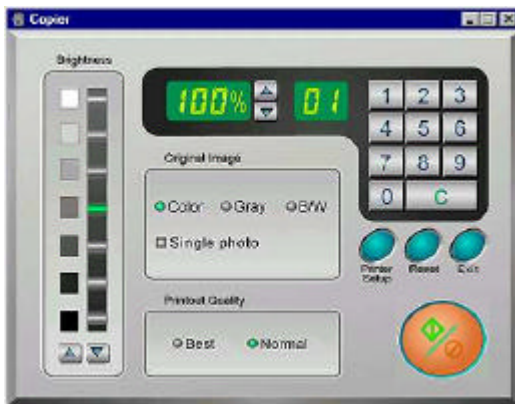 Copier
Brightness
100%
01
1 2 3
4 5 6
7 8 9
0 C
Original Image
Color Gray B/W
Single photo
Printer Setup
Reset
Exit
Printout Quality
Best Normal